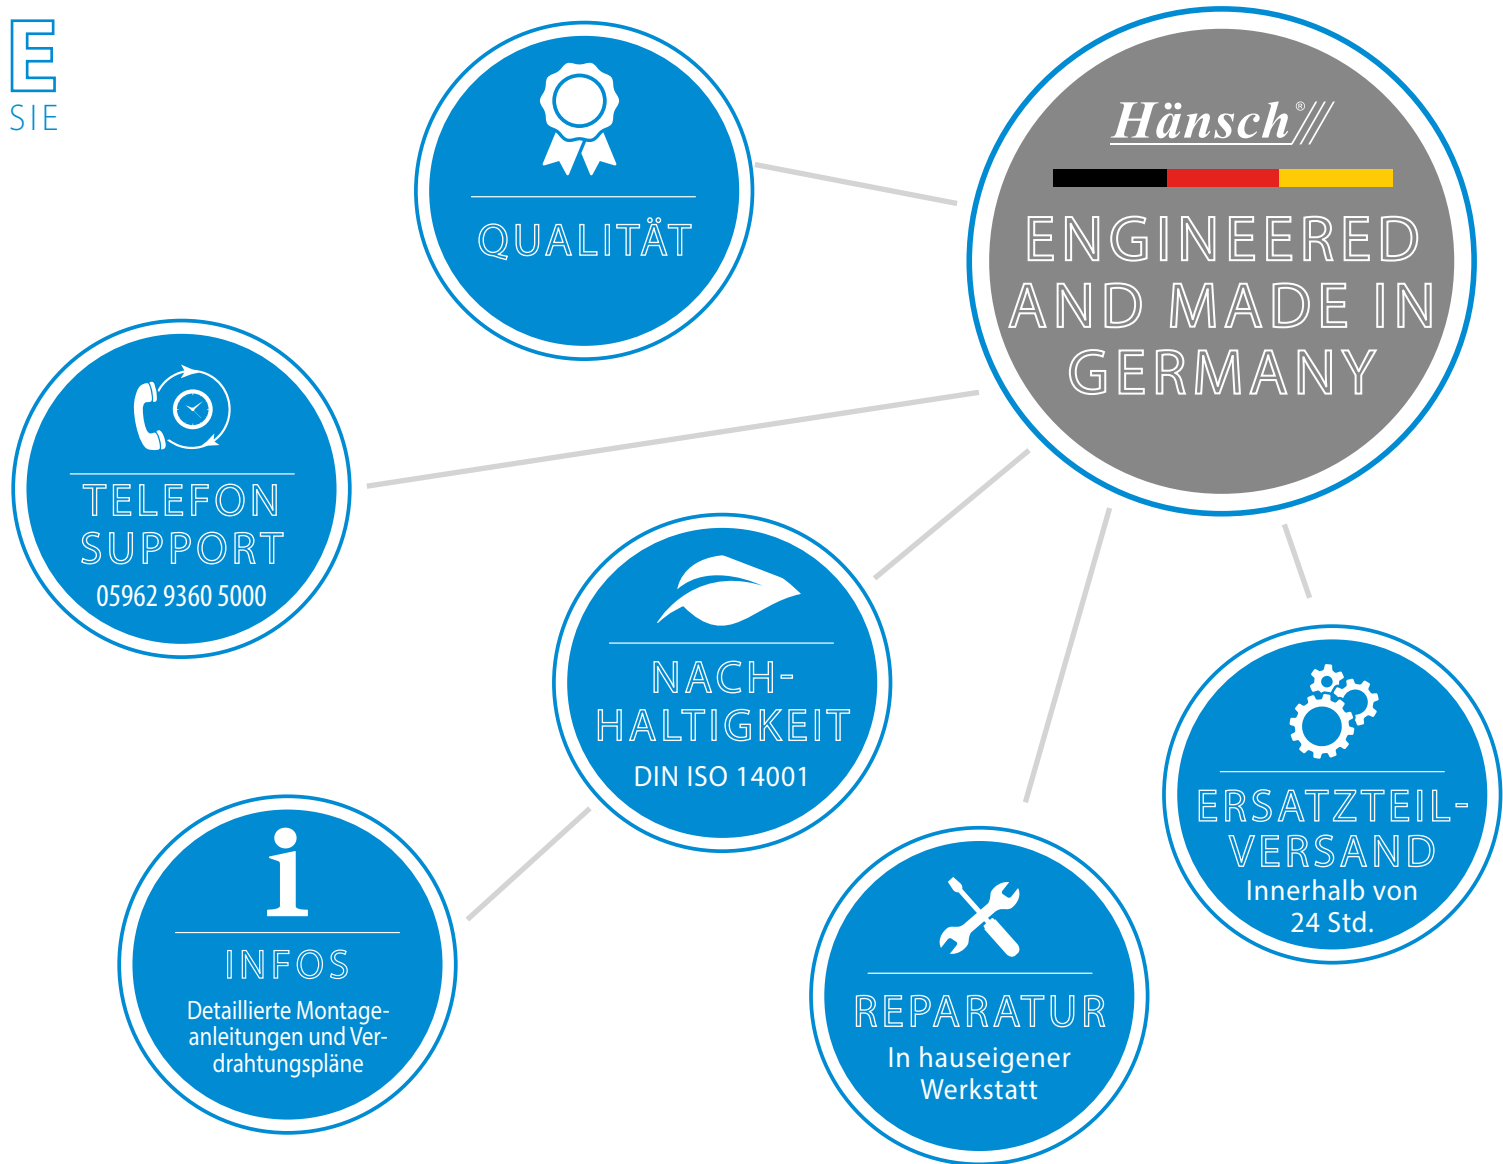 E
SIE
QUALITÄT
Hänsch®
ENGINEERED
AND MADE IN
GERMANY
TELEFON
SUPPORT
05962 9360 5000
NACH-
HALTIGKEIT
DIN ISO 14001
ERSATZTEIL-
VERSAND
Innerhalb von
24 Std.
INFOS
Detaillierte Montage-
anleitungen und Ver-
drahtungspläne
REPARATUR
In hauseigener
Werkstatt